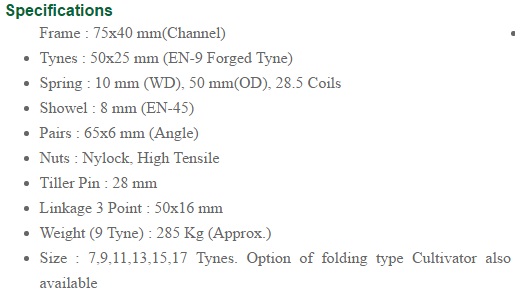 Specifications
Frame : 75x40 mm(Channel)
• Tynes : 50x25 mm (EN-9 Forged Tyne)
• Spring : 10 mm (WD), 50 mm(OD), 28.5 Coils
• Showel : 8 mm (EN-45)
• Pairs : 65x6 mm (Angle)
• Nuts : Nylock, High Tensile
• Tiller Pin : 28 mm
• Linkage 3 Point : 50x16 mm
• Weight (9 Tyne) : 285 Kg (Approx.)
• Size : 7,9,11,13,15,17 Tynes. Option of folding type Cultivator also
available